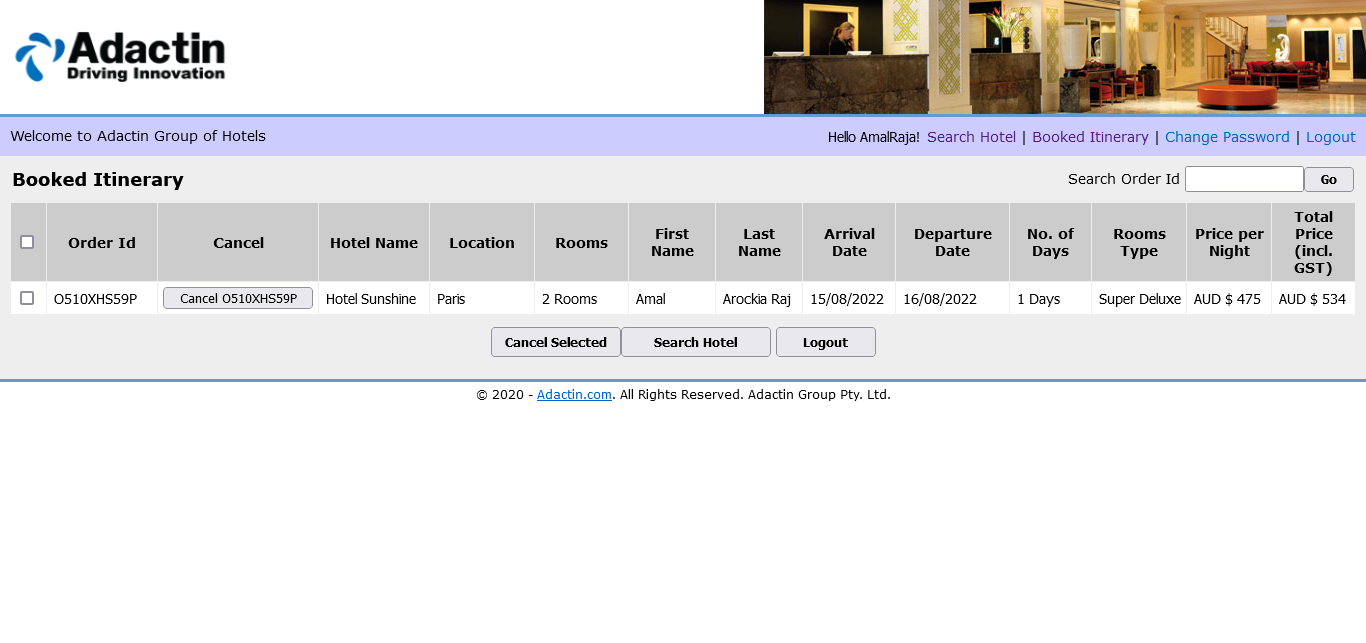 Adactin
Driving Innovation
Welcome to Adactin Group of Hotels
Hello AmalRaja! Search Hotel | Booked Itinerary | Change Password | Logout
Booked Itinerary
Search Order Id Go
Order Id Cancel Hotel Name Location Rooms First Name Last Name Arrival Date Departure Date No. of Days Rooms Type Price per Night Total Price (incl. GST)
O510XHS59P Cancel O510XHS59P Hotel Sunshine Paris 2 Rooms Amal Arockia Raj 15/08/2022 16/08/2022 1 Days Super Deluxe AUD $ 475 AUD $ 534
Cancel Selected Search Hotel Logout
© 2020 - Adactin.com. All Rights Reserved. Adactin Group Pty. Ltd.